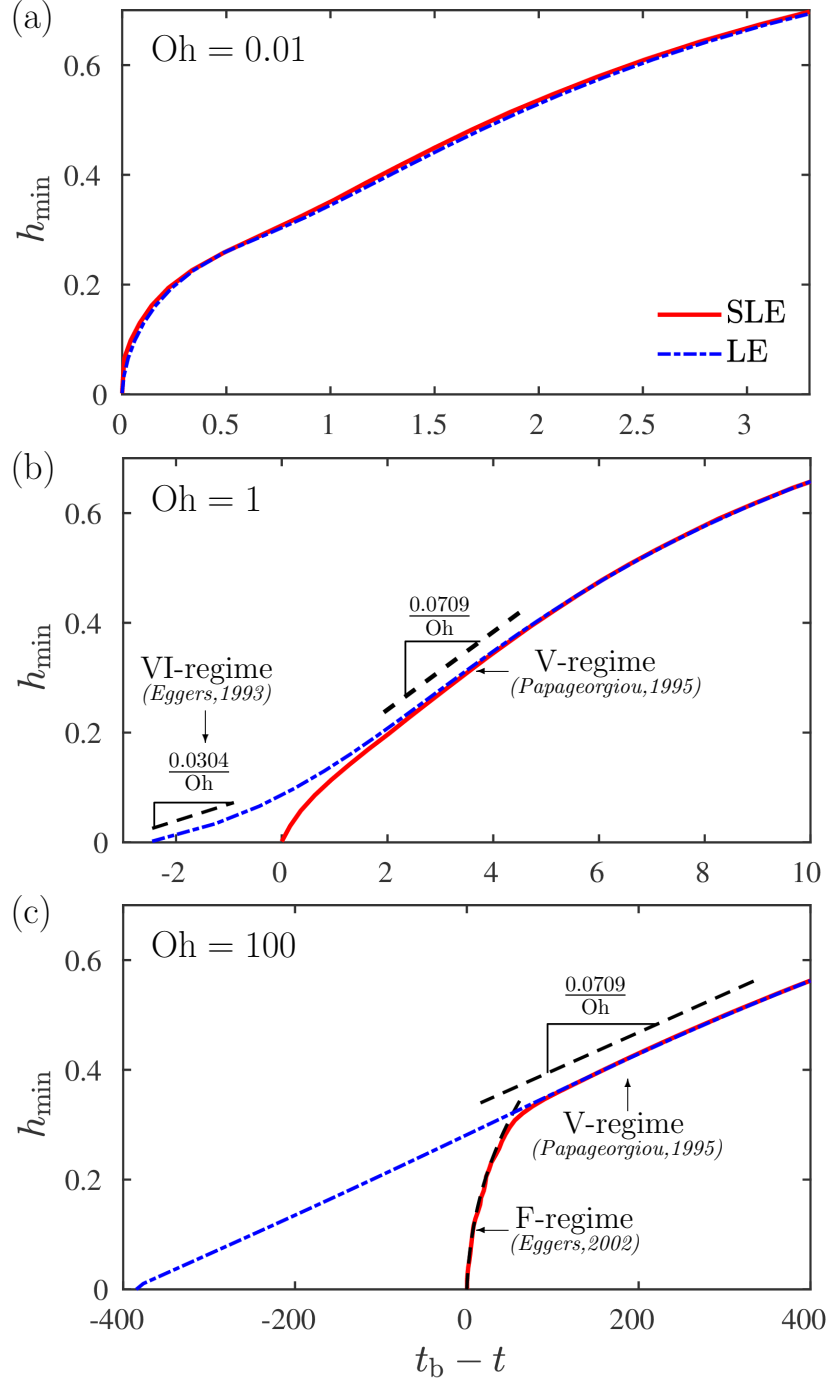 (a)
Oh = 0.01
h_min
0.6
0.4
0.2
0
SLE
LE
0 0.5 1 1.5 2 2.5 3
(b)
Oh = 1
h_min
0.6
0.4
0.2
0
0.0709
Oh
VI-regime
(Eggers,1993)
V-regime
(Papageorgiou,1995)
0.0304
Oh
-2 0 2 4 6 8 10
(c)
Oh = 100
h_min
0.6
0.4
0.2
0
0.0709
Oh
V-regime
(Papageorgiou,1995)
F-regime
(Eggers,2002)
-400 -200 0 200 400
t_b − t